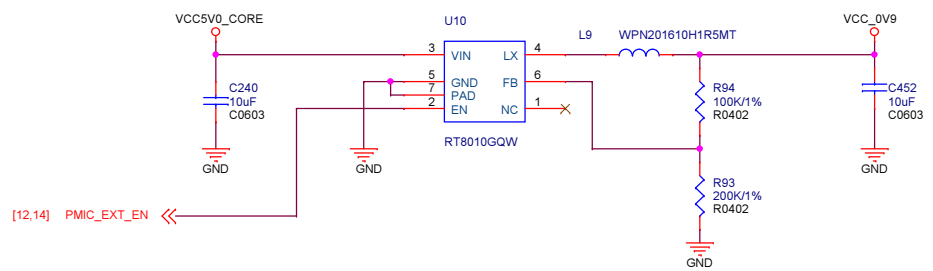 VCC5V0_CORE
U10
VCC_0V9
L9 WPN201610H1R5MT
3 VIN LX 4
5 GND FB 6
7 PAD
2 EN NC 1
RT8010GQW
C240
10uF
C0603
R94
100K/1%
R0402
C452
10uF
C0603
GND
GND
GND
R93
200K/1%
R0402
[12,14] PMIC_EXT_EN
GND